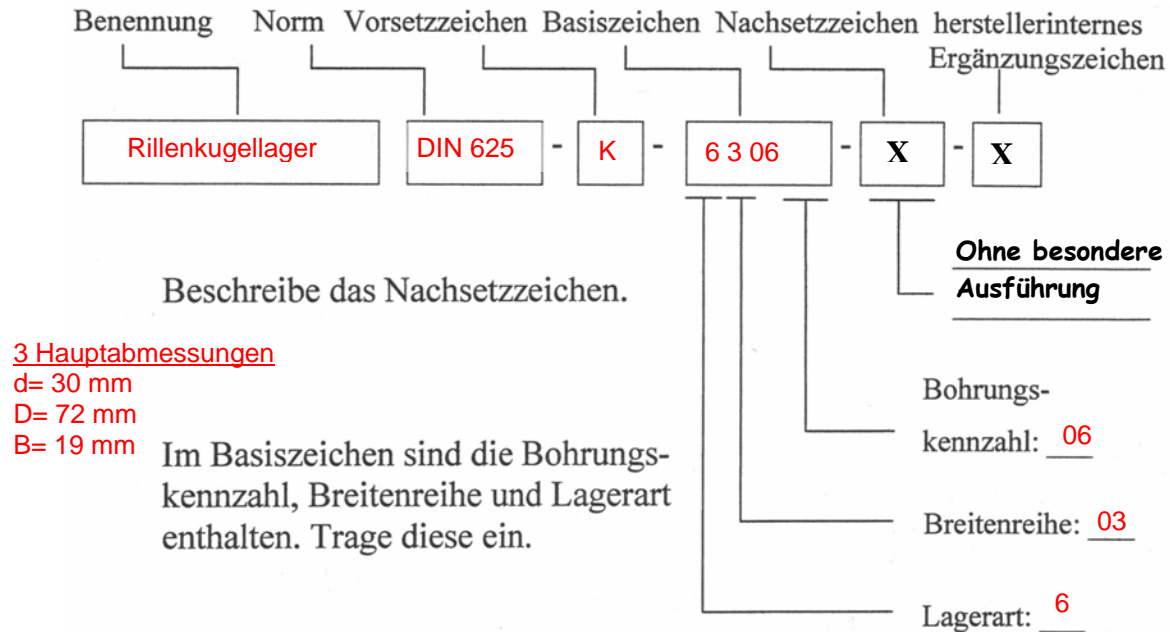 Benennung Norm Vorsetzzeichen Basiszeichen Nachsetzzeichen herstellerinternes
Ergänzungszeichen
Rillenkugellager DIN 625 - K - 6 3 06 - X - X
Ohne besondere
Ausführung
Beschreibe das Nachsetzzeichen.
3 Hauptabmessungen
d= 30 mm
D= 72 mm
B= 19 mm
Im Basiszeichen sind die Bohrungs-
kennzahl, Breitenreihe und Lagerart
enthalten. Trage diese ein.
Bohrungs-
kennzahl: 06
Breitenreihe: 03
Lagerart: 6